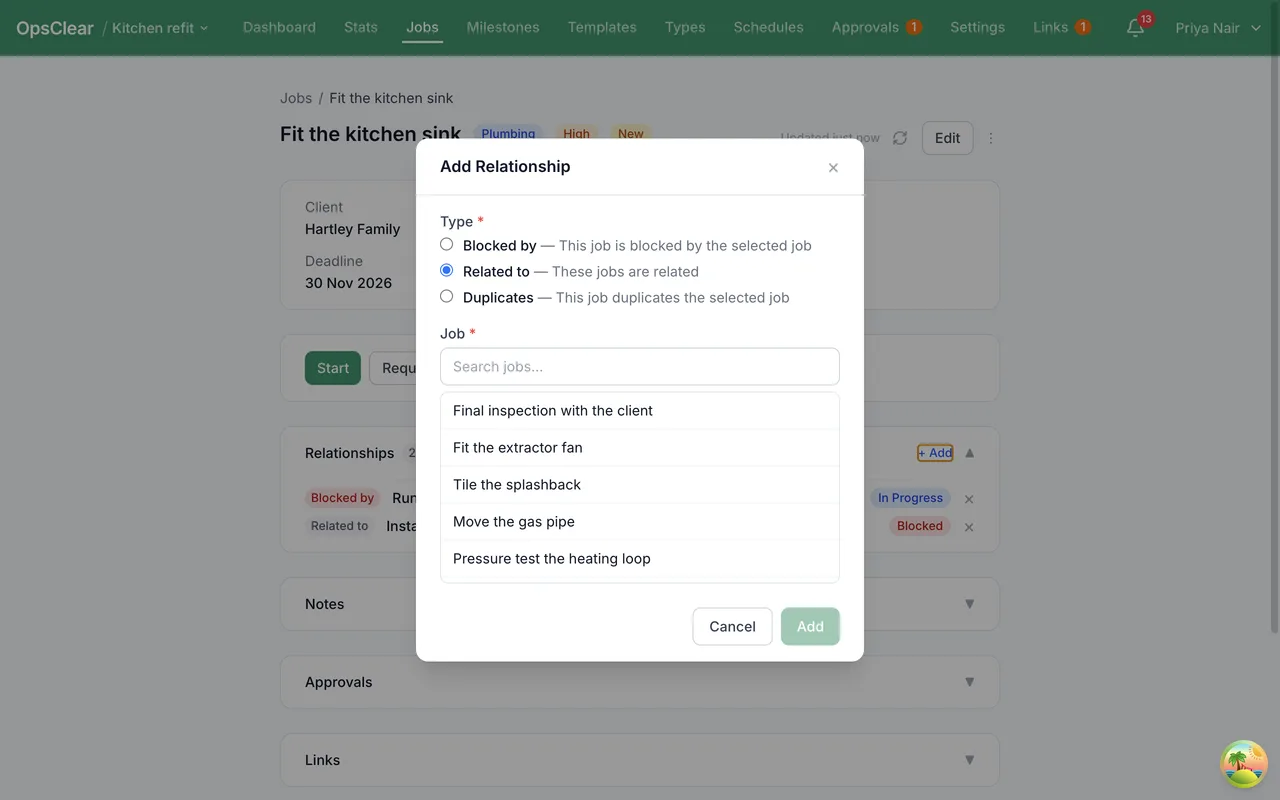 OpsClear / Kitchen refit Dashboard Stats Jobs Milestones Templates Types Schedules Approvals 1 Settings Links 1 13 Priya Nair
Jobs / Fit the kitchen sink
Fit the kitchen sink Plumbing High New Updated just now Edit
Add Relationship
Client
Hartley Family
Deadline
30 Nov 2026
Type *
Blocked by — This job is blocked by the selected job
Related to — These jobs are related
Duplicates — This job duplicates the selected job
Job *
Search jobs...
Final inspection with the client
Fit the extractor fan
Tile the splashback
Move the gas pipe
Pressure test the heating loop
Cancel Add
Start Requ
Relationships 2 + Add
Blocked by Run In Progress
Related to Insta Blocked
Notes
Approvals
Links